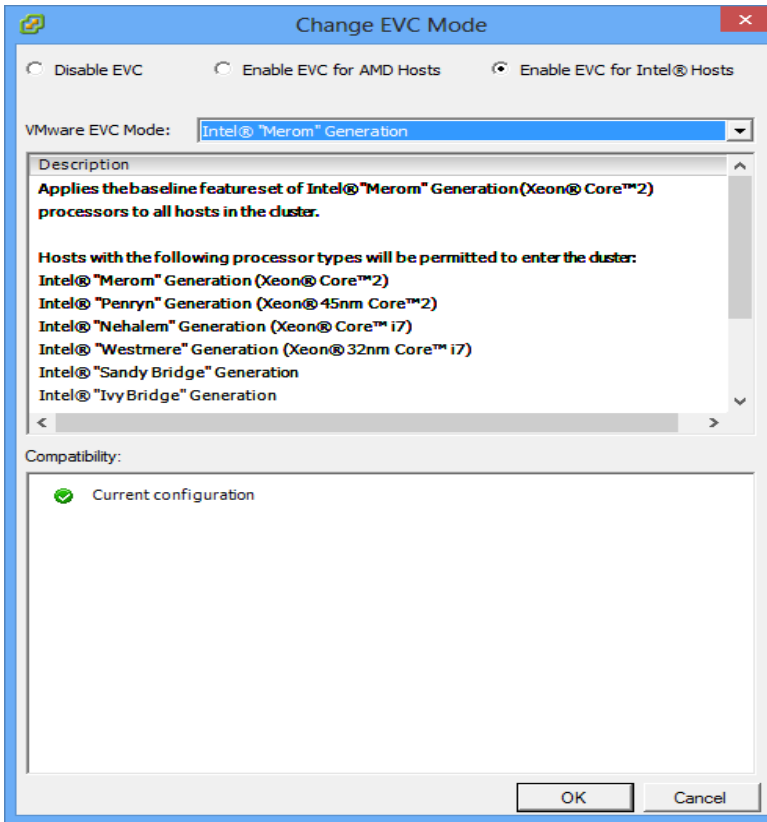 Change EVC Mode
Disable EVC
Enable EVC for AMD Hosts
Enable EVC for Intel® Hosts
VMware EVC Mode:
Intel® "Merom" Generation
Description
Applies the baseline feature set of Intel® "Merom" Generation (Xeon® Core™2)
processors to all hosts in the cluster.
Hosts with the following processor types will be permitted to enter the cluster:
Intel® "Merom" Generation (Xeon® Core™2)
Intel® "Penryn" Generation (Xeon® 45nm Core™2)
Intel® "Nehalem" Generation (Xeon® Core™ i7)
Intel® "Westmere" Generation (Xeon® 32nm Core™ i7)
Intel® "Sandy Bridge" Generation
Intel® "Ivy Bridge" Generation
Compatibility:
Current configuration
OK
Cancel